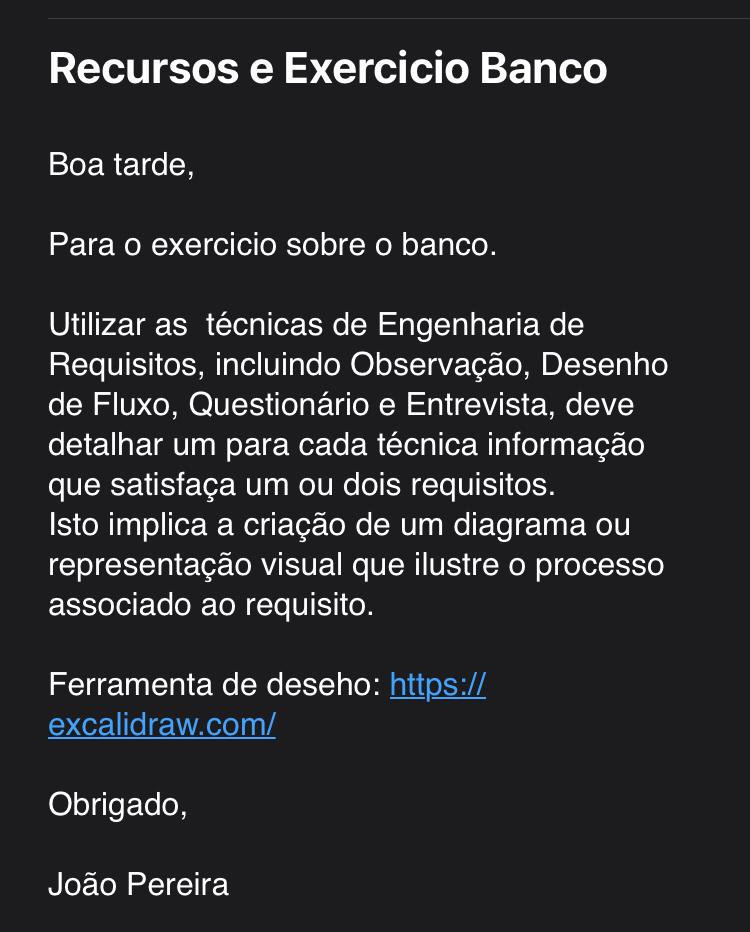 Recursos e Exercicio Banco
Boa tarde,
Para o exercicio sobre o banco.
Utilizar as  técnicas de Engenharia de
Requisitos, incluindo Observação, Desenho
de Fluxo, Questionário e Entrevista, deve
detalhar um para cada técnica informação
que satisfaça um ou dois requisitos.
Isto implica a criação de um diagrama ou
representação visual que ilustre o processo
associado ao requisito.
Ferramenta de deseho: https://
excalidraw.com/
Obrigado,
João Pereira